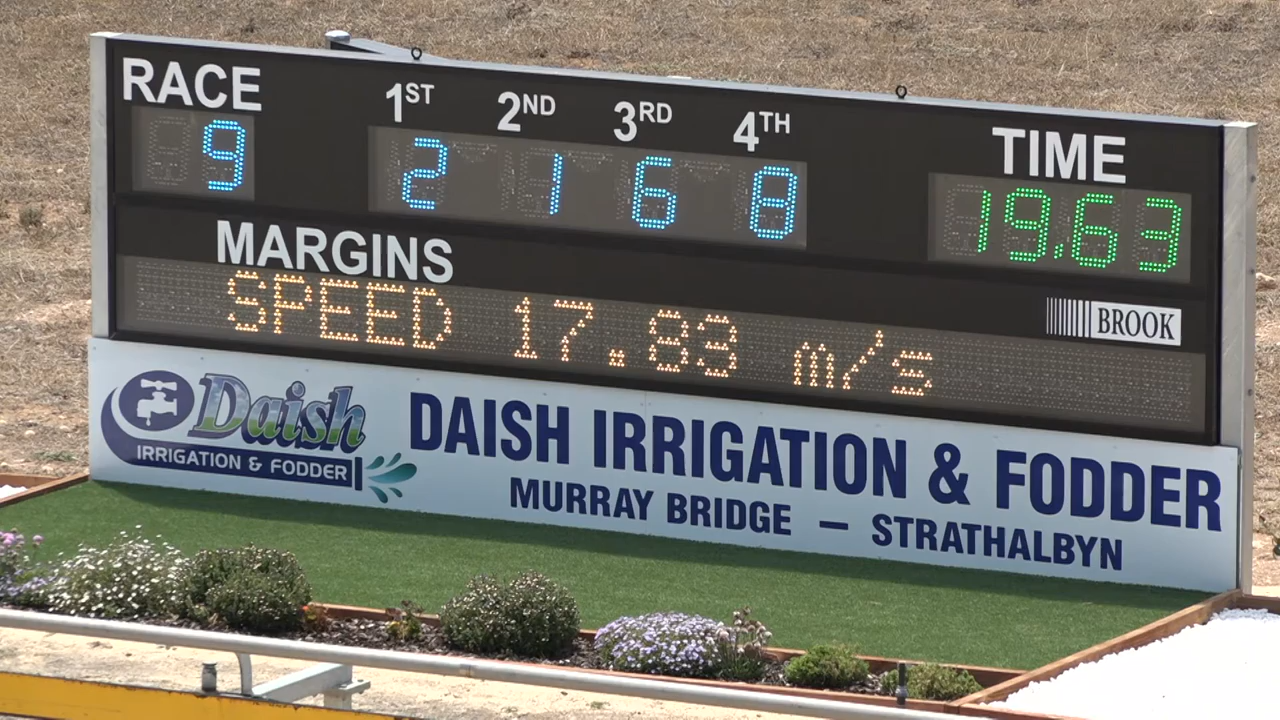 RACE 1ST 2ND 3RD 4TH TIME
9 2 1 6 8 19.63
MARGINS
BROOK
SPEED 17.83 m/s
Daish
IRRIGATION & FODDER
DAISH IRRIGATION & FODDER
MURRAY BRIDGE – STRATHALBYN